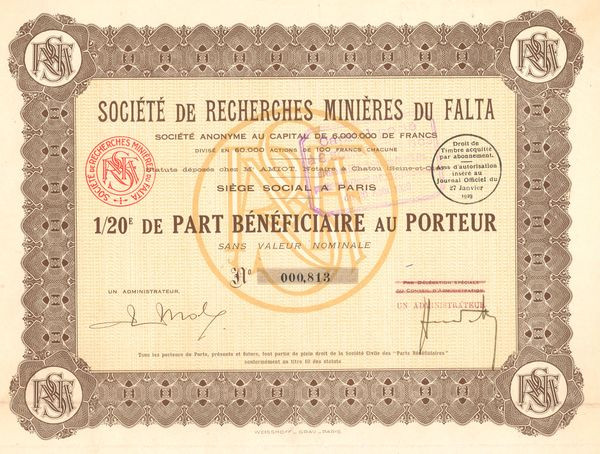 SOCIÉTÉ DE RECHERCHES MINIÈRES DU FALTA
SOCIÉTÉ ANONYME AU CAPITAL DE 6.000.000 DE FRANCS
DIVISÉ EN 60.000 ACTIONS DE 100 FRANCS CHACUNE
Statuts déposés chez Mᵉ AMIOT, Notaire à Chatou Seine-et-Oise
SIÈGE SOCIAL A PARIS
SOCIÉTÉ DE RECHERCHES MINIÈRES DU FALTA
Droit de
Timbre acquitté
par abonnement.
Avis d'autorisation
inséré au
Journal Officiel du
27 Janvier
1929
1/20ᴱ DE PART BÉNÉFICIAIRE AU PORTEUR
SANS VALEUR NOMINALE
Nº 000,813
UN ADMINISTRATEUR,
PAR DÉLÉGATION SPÉCIALE
DU CONSEIL D'ADMINISTRATION
UN ADMINISTRATEUR
Tous les porteurs de Parts, présents et futurs, font partie de plein droit de la Société Civile des "Parts Bénéficiaires"
conformément au titre III des statuts
WEISSHOFF _ GRAU _ PARIS